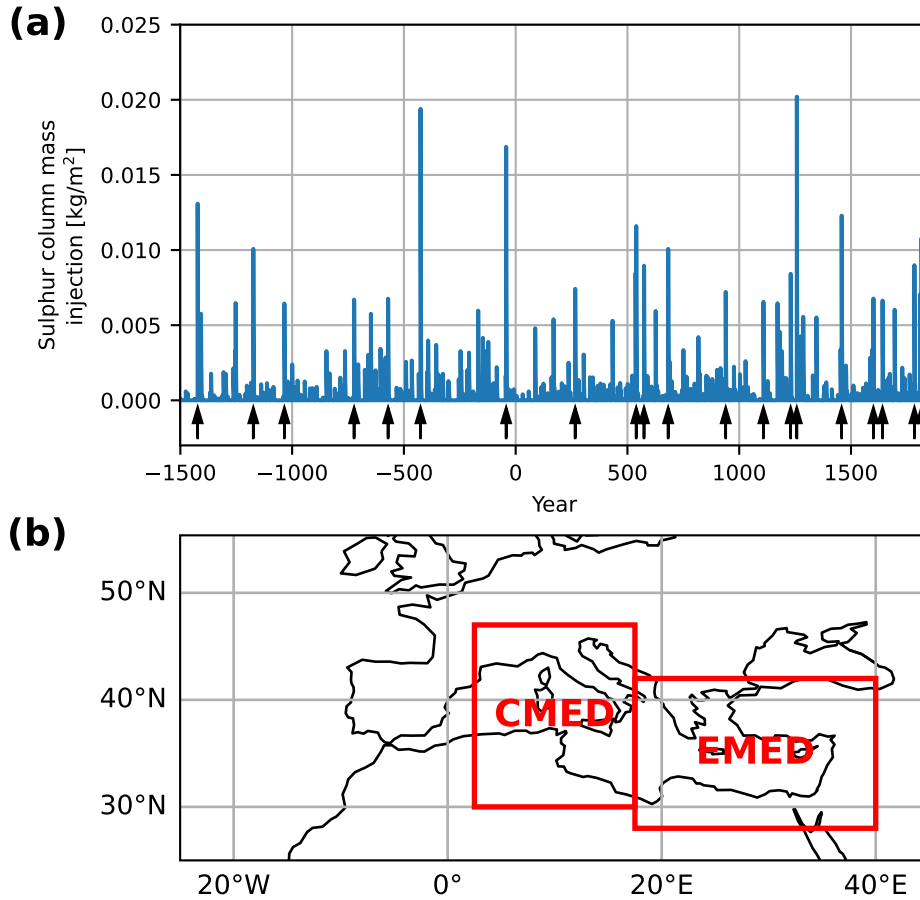 (a)
Sulphur column mass
injection [kg/m²]
0.025
0.020
0.015
0.010
0.005
0.000
−1500 −1000 −500 0 500 1000 1500
Year
(b)
50°N
40°N
30°N
CMED
EMED
20°W 0° 20°E 40°E